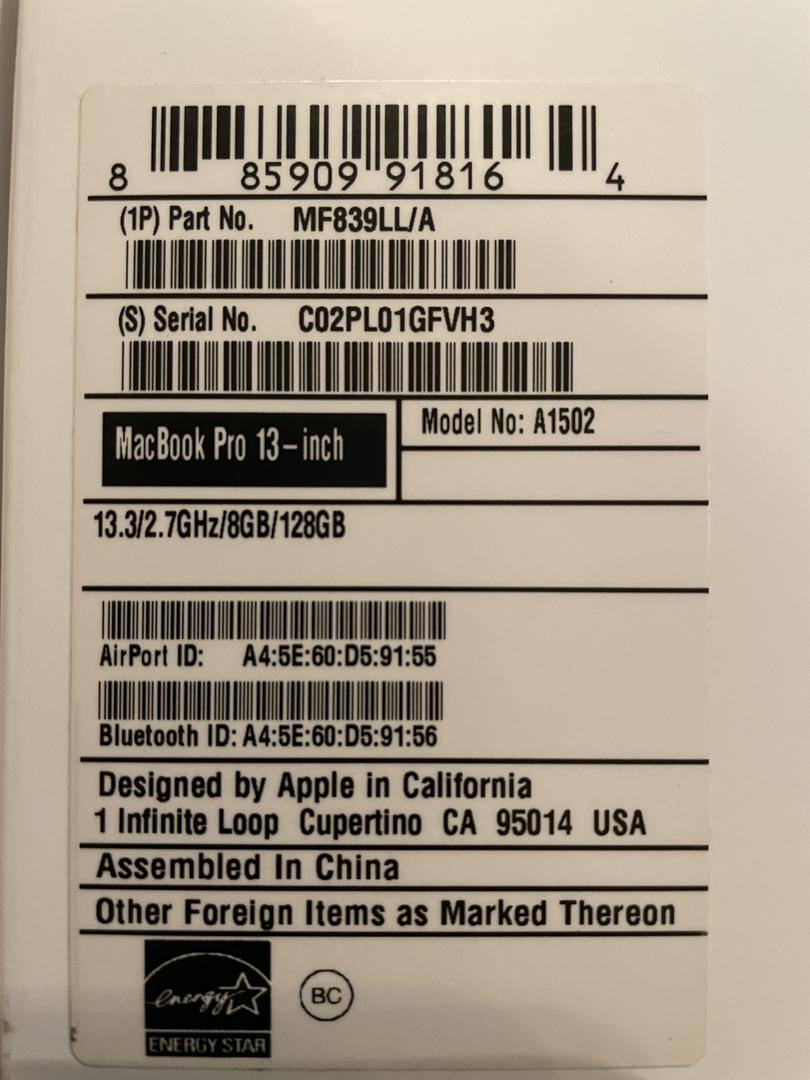 8 85909 91816 4
(1P) Part No. MF839LL/A
(S) Serial No. C02PL01GFVH3
MacBook Pro 13-inch
Model No: A1502
13.3/2.7GHz/8GB/128GB
AirPort ID: A4:5E:60:D5:91:55
Bluetooth ID: A4:5E:60:D5:91:56
Designed by Apple in California
1 Infinite Loop Cupertino CA 95014 USA
Assembled In China
Other Foreign Items as Marked Thereon
energy
BC
ENERGY STAR